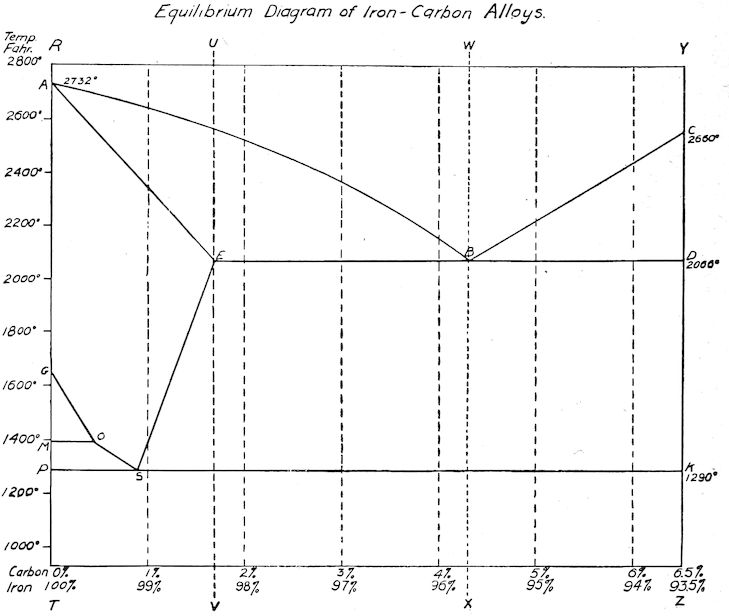 Equilibrium Diagram of Iron-Carbon Alloys.
Temp. Fahr.
R U W Y
2800°
A 2732°
2600°
C
2660°
2400°
2200°
E B D
2066°
2000°
1800°
G
1600°
1400°
M O
P S K
1290°
1200°
1000°
Carbon 0% 1% 2% 3% 4% 5% 6% 6.5%
Iron 100% 99% 98% 97% 96% 95% 94% 93.5%
T V X Z